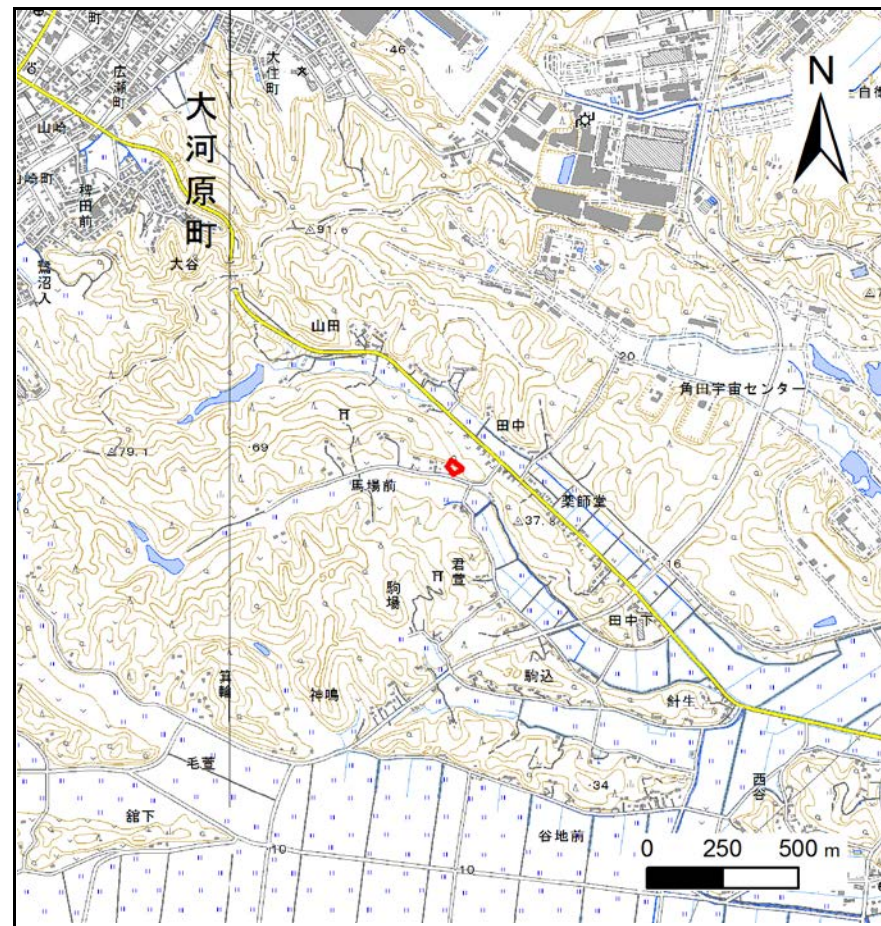 町
46
大住町
広瀬町
N
自衛
山崎
大河原町
山崎町
稗田前
91.6
大谷
鷺沼入
山田
20
角田宇宙センター
田中
79.1
69
馬場前
薬師堂
37.8
16
君萱
駒場
田中下
駒込
30
針生
箕輪
神鳴
毛萱
西谷
34
舘下
谷地前
10
10
0 250 500 m